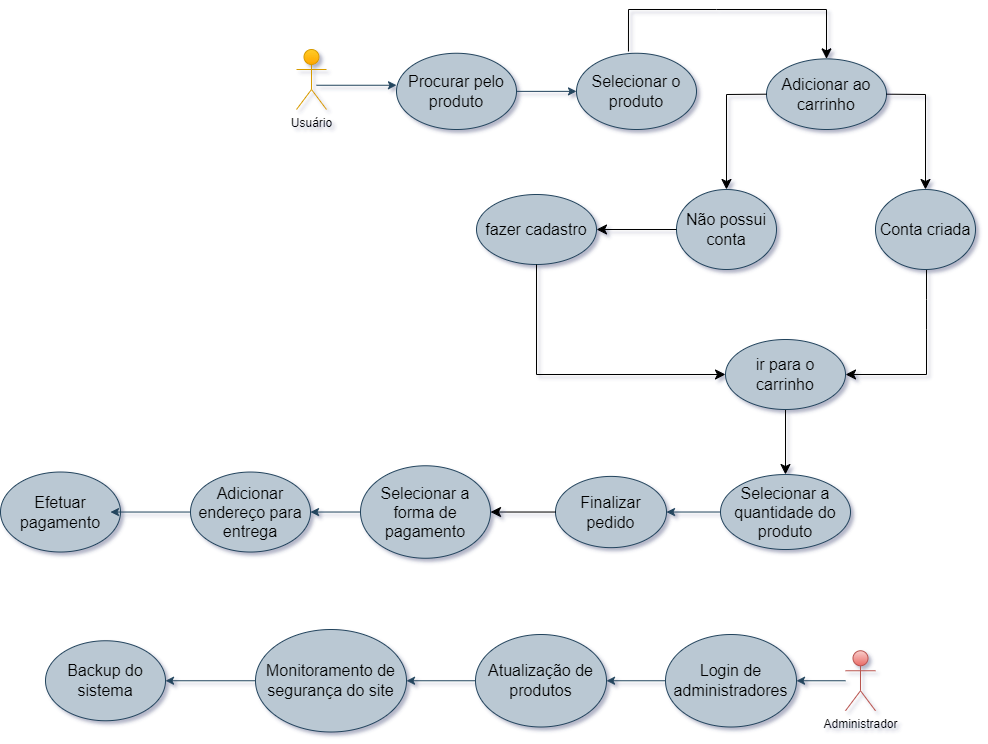 Usuário
Procurar pelo
produto
Selecionar o
produto
Adicionar ao
carrinho
fazer cadastro
Não possui
conta
Conta criada
ir para o
carrinho
Efetuar
pagamento
Adicionar
endereço para
entrega
Selecionar a
forma de
pagamento
Finalizar
pedido
Selecionar a
quantidade do
produto
Backup do
sistema
Monitoramento de
segurança do site
Atualização de
produtos
Login de
administradores
Administrador